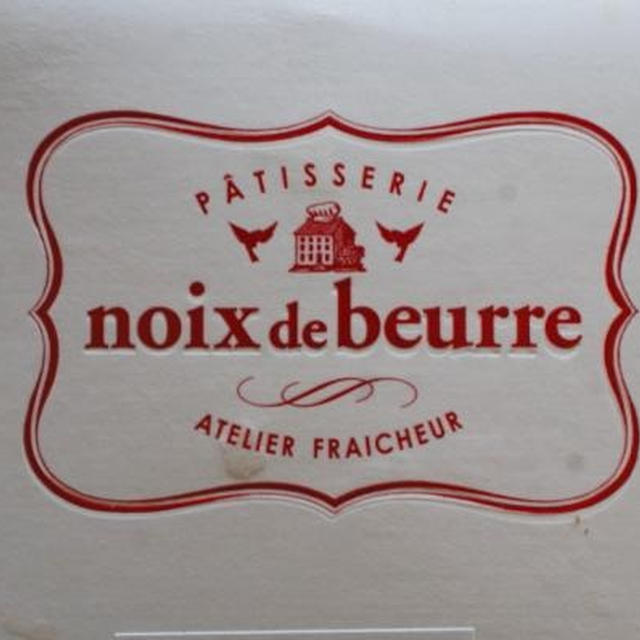 PÂTISSERIE
noix de beurre
ATELIER FRAICHEUR